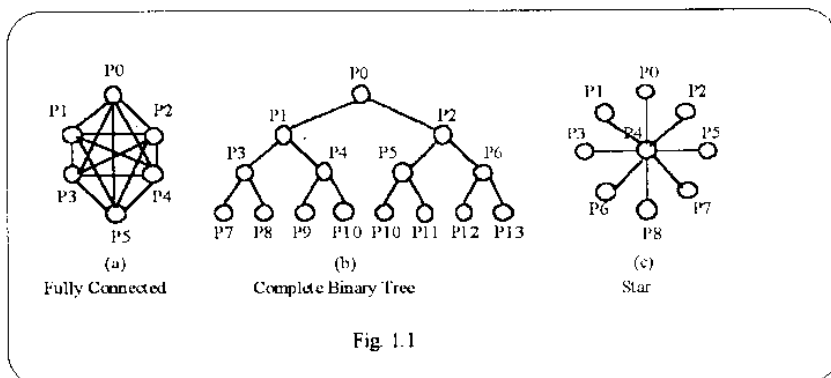 P0
P1 P2
P3 P4
P5
(a)
Fully Connected
P0
P1 P2
P3 P4 P5 P6
P7 P8 P9 P10 P10 P11 P12 P13
(b)
Complete Binary Tree
P0
P1 P2
P3 P4 P5
P6 P7
P8
(c)
Star
Fig. 1.1